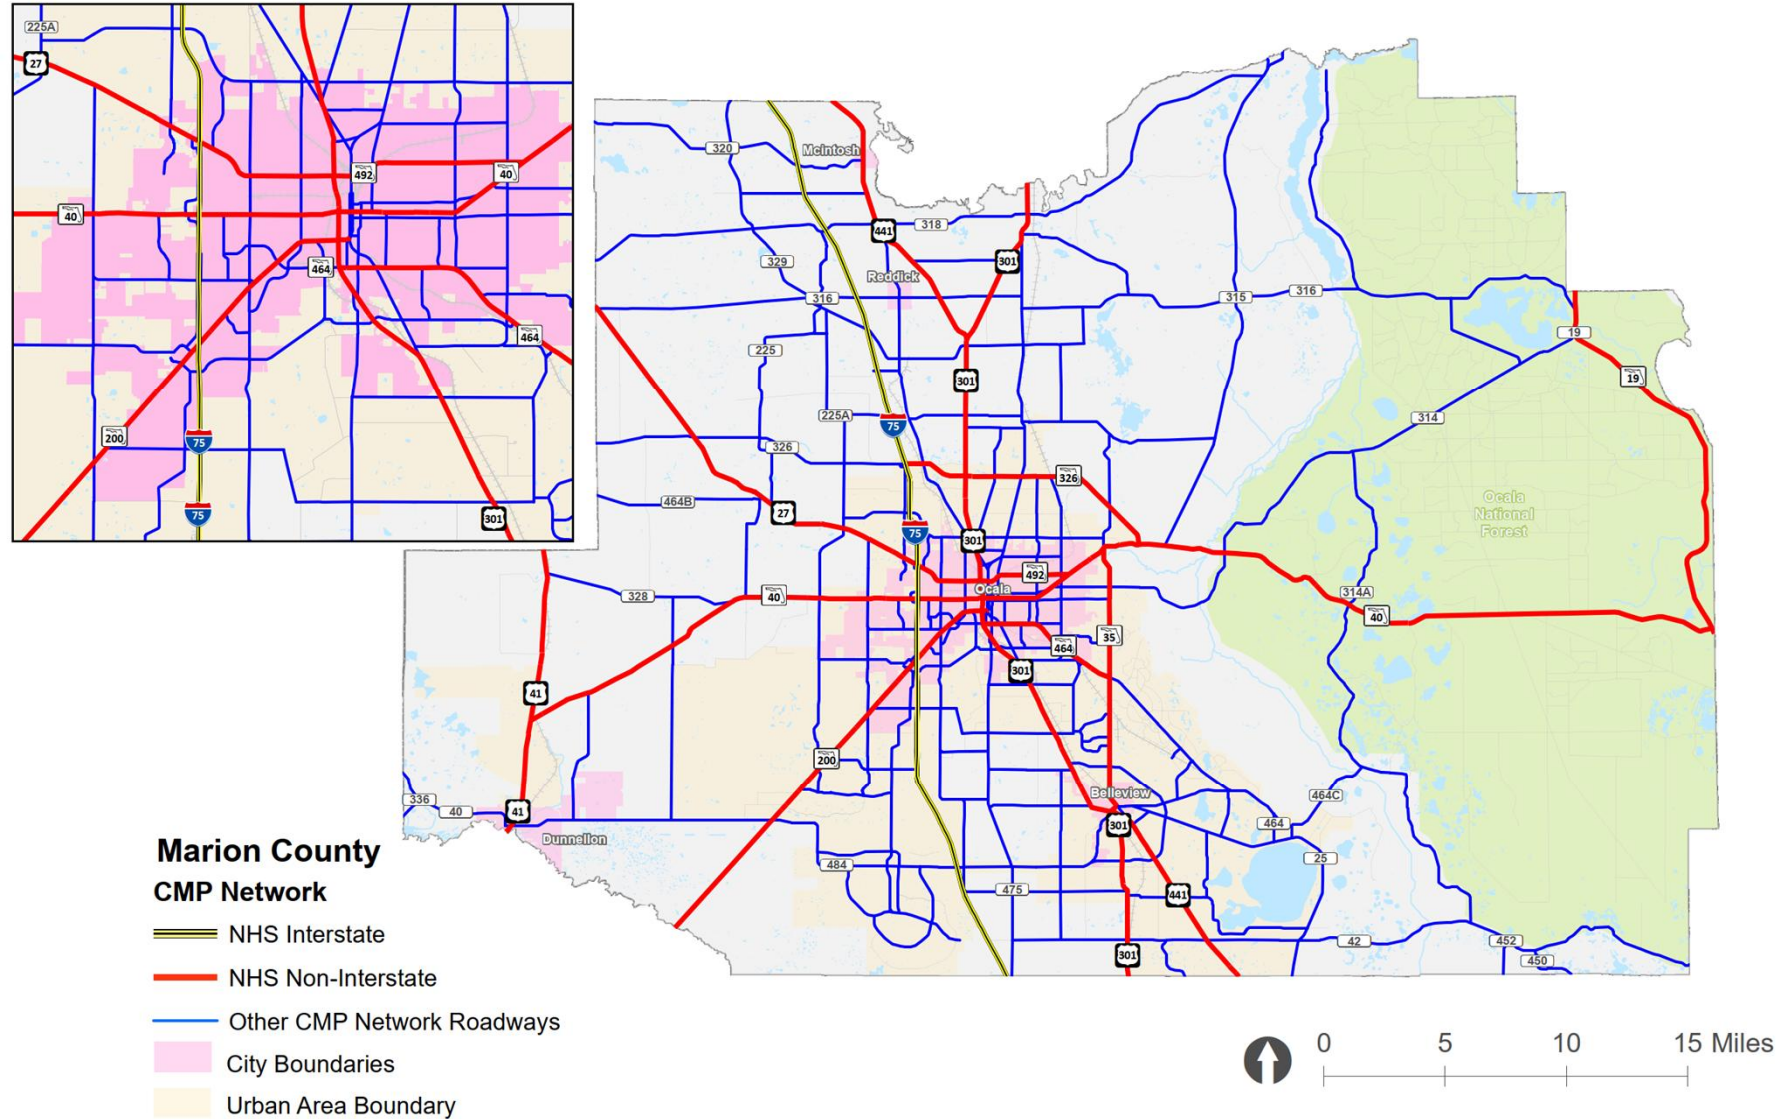 225A
27
492
40
40
464
464
200
75
75
301
320
McIntosh
441
318
301
329
Reddick
316
315
316
19
225
301
19
225A
314
75
326
326
464B
27
Ocala
National
Forest
75
301
492
328
40
Ocala
314A
40
35
464
301
41
200
336
40
41
Belleview
464C
301
464
Dunnellon
484
25
475
441
42
452
301
450
Marion County
CMP Network
NHS Interstate
NHS Non-Interstate
Other CMP Network Roadways
City Boundaries
Urban Area Boundary
0 5 10 15 Miles